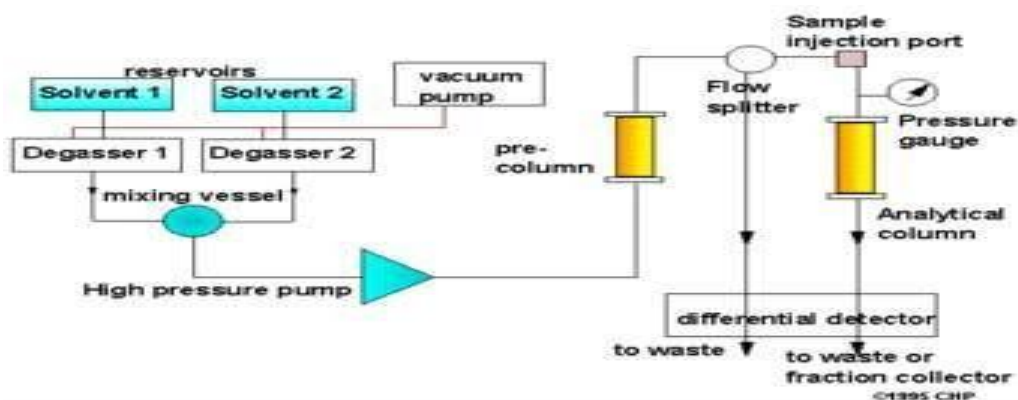 reservoirs
Solvent 1
Solvent 2
vacuum
pump
Degasser 1
Degasser 2
mixing vessel
High pressure pump
pre-
column
Flow
splitter
Sample
injection port
Pressure
gauge
Analytical
column
differential detector
to waste
to waste or
fraction collector
©1995 CHP